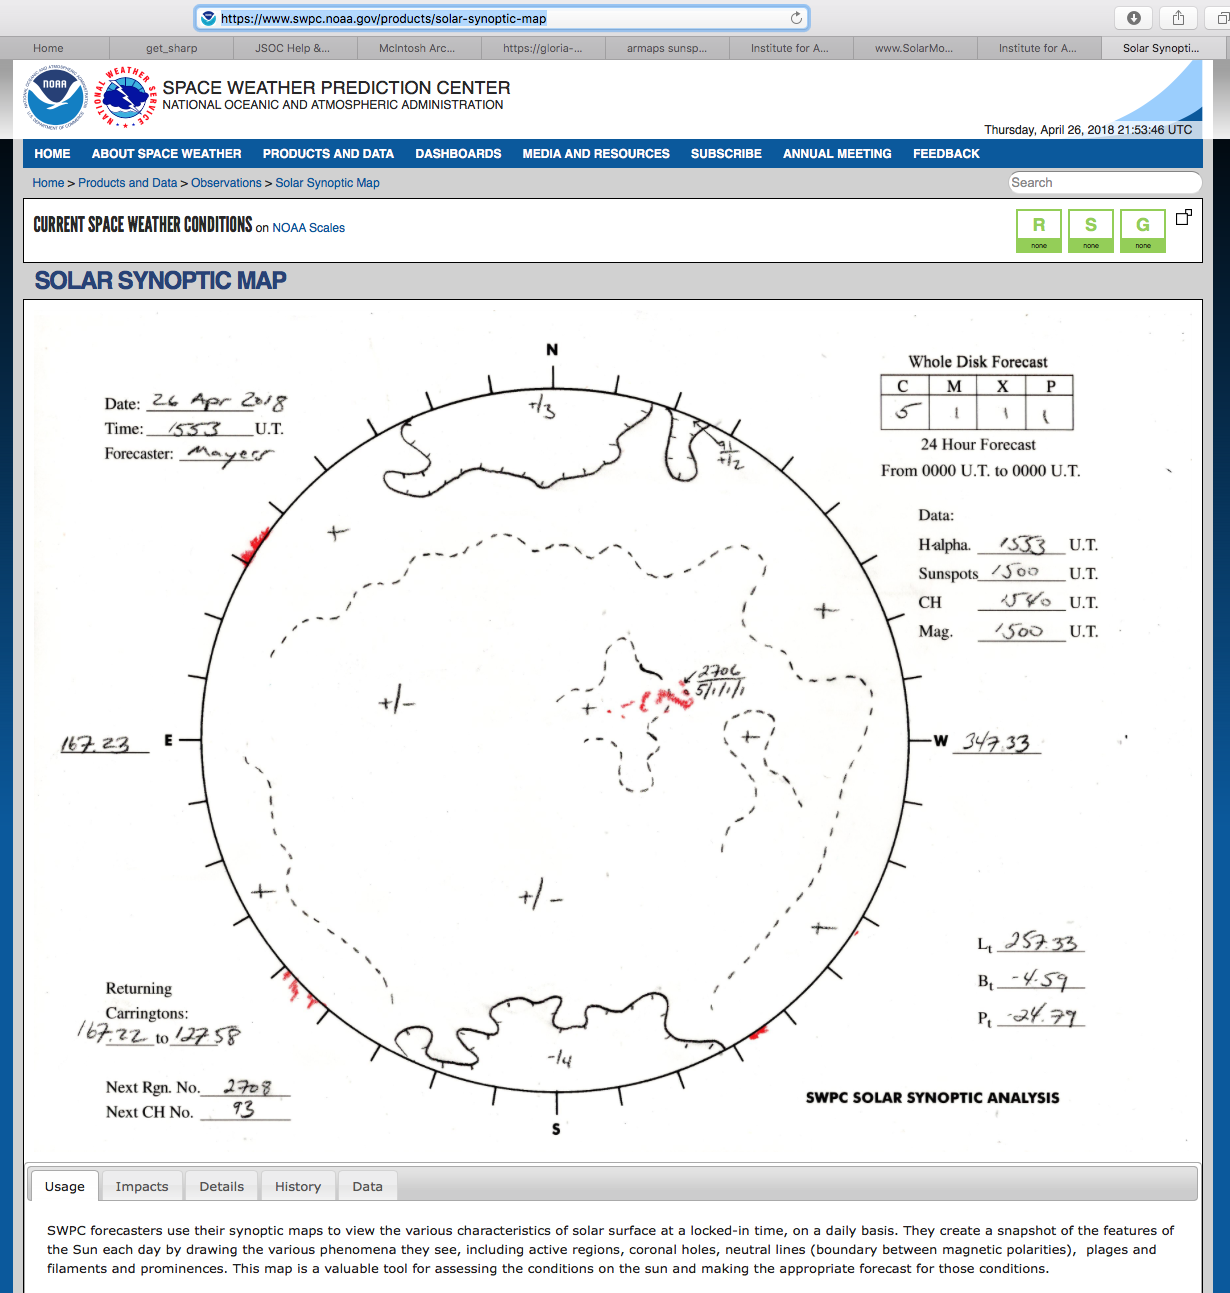 https://www.swpc.noaa.gov/products/solar-synoptic-map
Home get_sharp JSOC Help &... McIntosh Arc... https://gloria-... armaps sunsp... Institute for A... www.SolarMo... Institute for A... Solar Synopti...
NOAA
NATIONAL WEATHER SERVICE
SPACE WEATHER PREDICTION CENTER
NATIONAL OCEANIC AND ATMOSPHERIC ADMINISTRATION
Thursday, April 26, 2018 21:53:46 UTC
HOME ABOUT SPACE WEATHER PRODUCTS AND DATA DASHBOARDS MEDIA AND RESOURCES SUBSCRIBE ANNUAL MEETING FEEDBACK
Home > Products and Data > Observations > Solar Synoptic Map
Search
CURRENT SPACE WEATHER CONDITIONS on NOAA Scales
R S G
none none none
SOLAR SYNOPTIC MAP
N
Whole Disk Forecast
C M X P
5 1 1 1
24 Hour Forecast
From 0000 U.T. to 0000 U.T.
Date: 26 Apr 2018
Time: 1553 U.T.
Forecaster: Mayers
+/3
91
+/2
+
Data:
H-alpha. 1553 U.T.
Sunspots 1500 U.T.
CH 1540 U.T.
Mag. 1500 U.T.
+
2706
5/1/1/1
+/-
+
+
167.23 E
W 347.33
+
+/-
+
Lt 257.33
Bt -4.59
Pt -24.79
Returning
Carringtons:
167.22 to 127.58
-/4
Next Rgn. No. 2708
Next CH No. 93
SWPC SOLAR SYNOPTIC ANALYSIS
S
Usage Impacts Details History Data
SWPC forecasters use their synoptic maps to view the various characteristics of solar surface at a locked-in time, on a daily basis. They create a snapshot of the features of
the Sun each day by drawing the various phenomena they see, including active regions, coronal holes, neutral lines (boundary between magnetic polarities), plages and
filaments and prominences. This map is a valuable tool for assessing the conditions on the sun and making the appropriate forecast for those conditions.